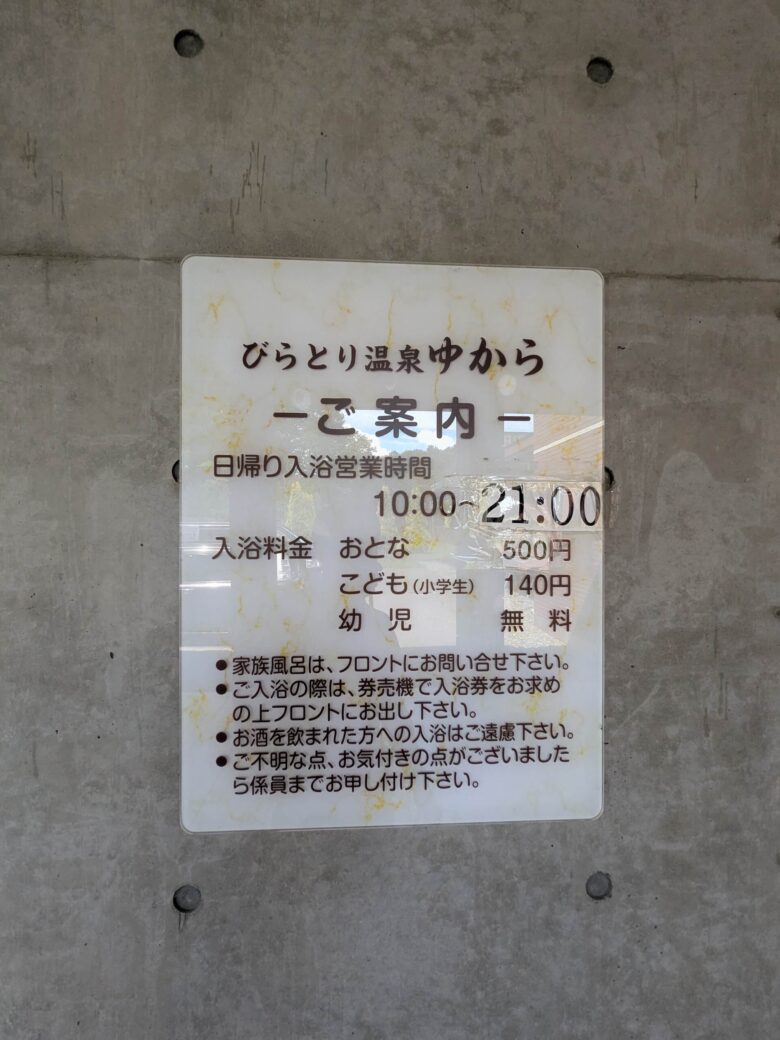 びらとり温泉ゆから
ーご案内ー
日帰り入浴営業時間
10:00~21:00
入浴料金 おとな 500円
こども(小学生) 140円
幼児 無料
●家族風呂は、フロントにお問い合せ下さい。
●ご入浴の際は、券売機で入浴券をお求め
の上フロントにお出し下さい。
●お酒を飲まれた方への入浴はご遠慮下さい。
●ご不明な点、お気付きの点がございました
ら係員までお申し付け下さい。